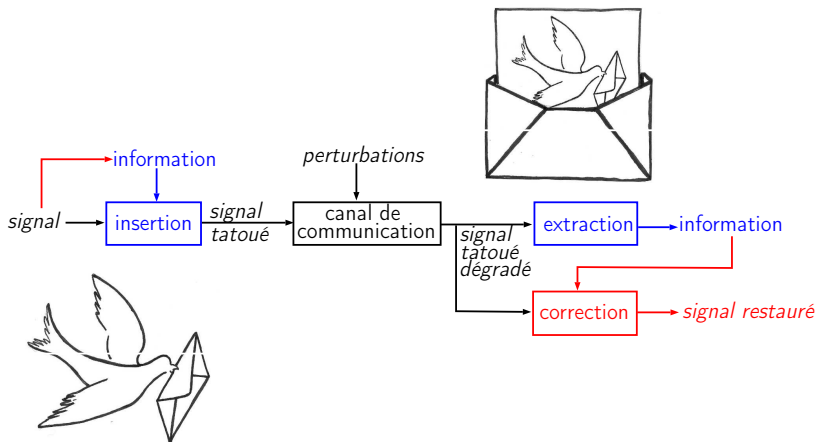 information
perturbations
signal
insertion
signal
tatoué
canal de
communication
signal
tatoué
dégradé
extraction
information
correction
signal restauré